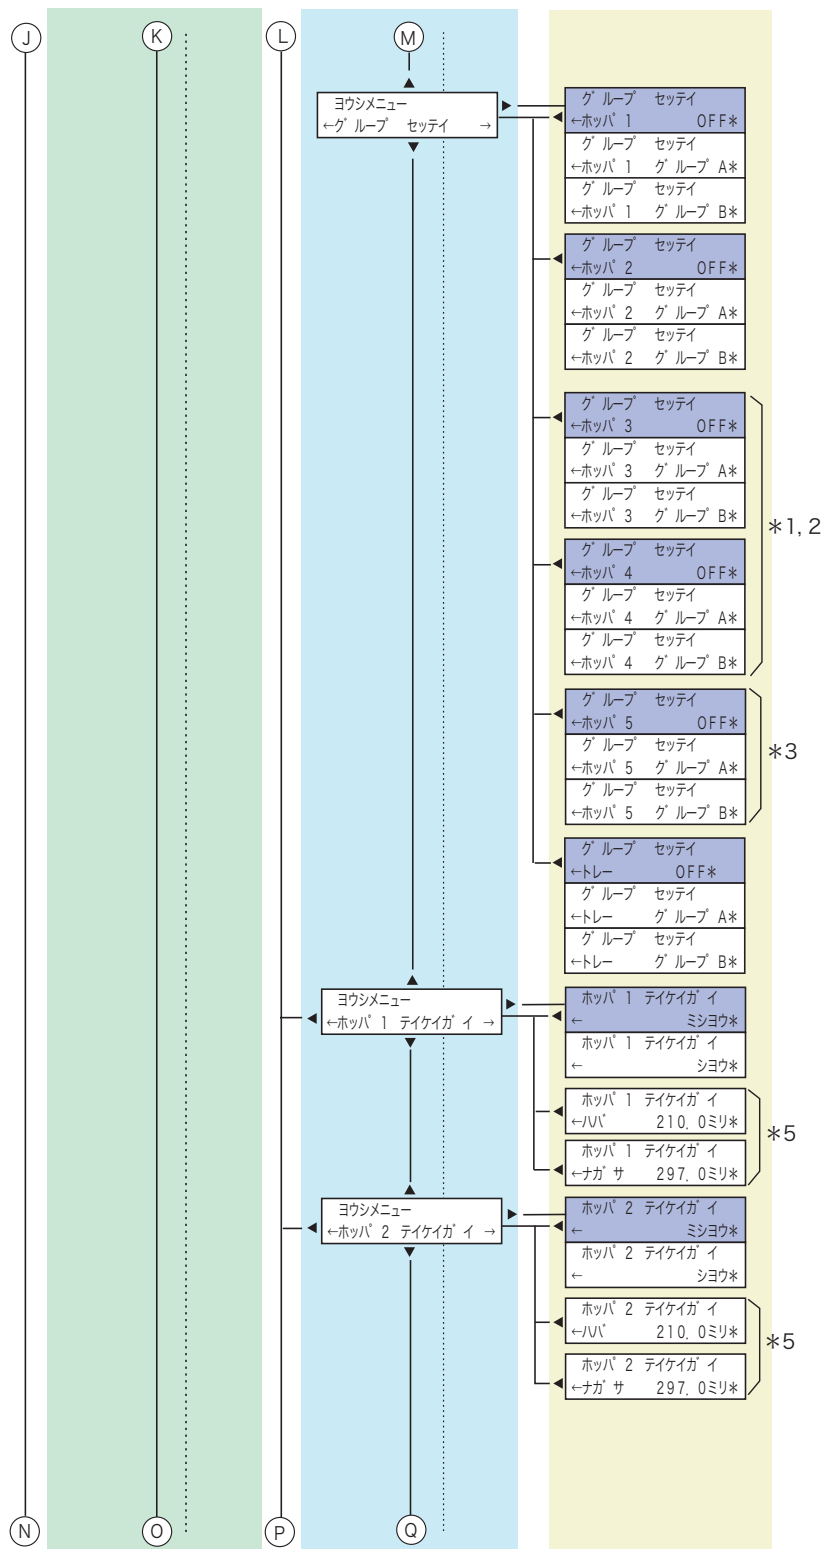 J K L M
ヨウシメニュー
←グループ セッテイ →
グループ セッテイ
←ホッパ 1 OFF*
グループ セッテイ
←ホッパ 1 グループ A*
グループ セッテイ
←ホッパ 1 グループ B*
グループ セッテイ
←ホッパ 2 OFF*
グループ セッテイ
←ホッパ 2 グループ A*
グループ セッテイ
←ホッパ 2 グループ B*
グループ セッテイ
←ホッパ 3 OFF*
グループ セッテイ
←ホッパ 3 グループ A*
グループ セッテイ
←ホッパ 3 グループ B*
*1, 2
グループ セッテイ
←ホッパ 4 OFF*
グループ セッテイ
←ホッパ 4 グループ A*
グループ セッテイ
←ホッパ 4 グループ B*
グループ セッテイ
←ホッパ 5 OFF*
グループ セッテイ
←ホッパ 5 グループ A*
グループ セッテイ
←ホッパ 5 グループ B*
*3
グループ セッテイ
←トレー OFF*
グループ セッテイ
←トレー グループ A*
グループ セッテイ
←トレー グループ B*
ヨウシメニュー
←ホッパ 1 テイケイガイ →
ホッパ 1 テイケイガイ
← ミシヨウ*
ホッパ 1 テイケイガイ
← シヨウ*
ホッパ 1 テイケイガイ
←ハバ 210. 0ミリ*
ホッパ 1 テイケイガイ
←ナガサ 297. 0ミリ*
*5
ヨウシメニュー
←ホッパ 2 テイケイガイ →
ホッパ 2 テイケイガイ
← ミシヨウ*
ホッパ 2 テイケイガイ
← シヨウ*
ホッパ 2 テイケイガイ
←ハバ 210. 0ミリ*
ホッパ 2 テイケイガイ
←ナガサ 297. 0ミリ*
*5
N O P Q